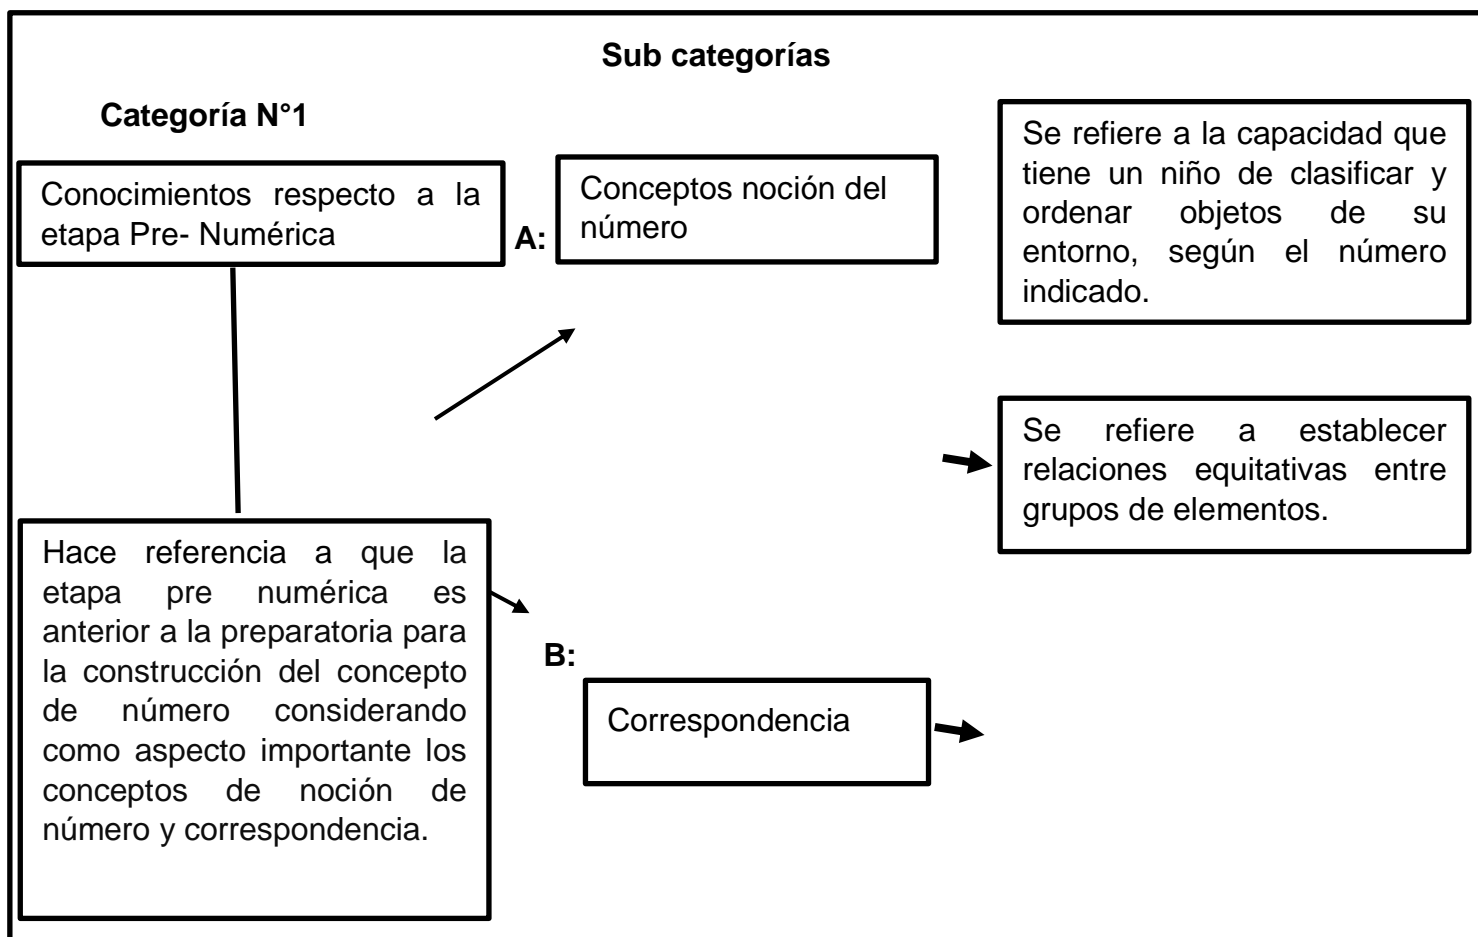 Sub categorías
Categoría N°1
Conocimientos respecto a la
etapa Pre- Numérica
A:
Conceptos noción del
número
Se refiere a la capacidad que
tiene un niño de clasificar y
ordenar objetos de su
entorno, según el número
indicado.
Se refiere a establecer
relaciones equitativas entre
grupos de elementos.
Hace referencia a que la
etapa pre numérica es
anterior a la preparatoria para
la construcción del concepto
de número considerando
como aspecto importante los
conceptos de noción de
número y correspondencia.
B:
Correspondencia